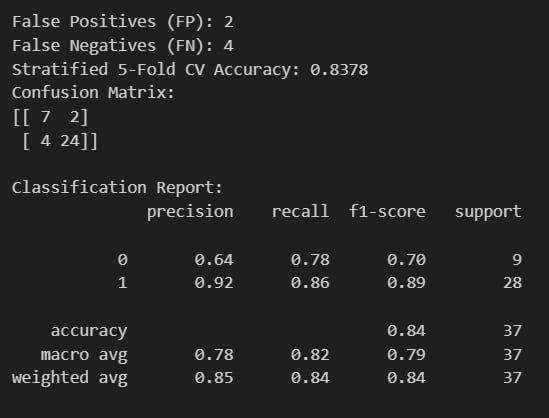 False Positives (FP): 2
False Negatives (FN): 4
Stratified 5-Fold CV Accuracy: 0.8378
Confusion Matrix:
[[ 7  2]
 [ 4 24]]
Classification Report:
              precision    recall  f1-score   support
           0       0.64      0.78      0.70         9
           1       0.92      0.86      0.89        28
    accuracy                           0.84        37
   macro avg       0.78      0.82      0.79        37
weighted avg       0.85      0.84      0.84        37